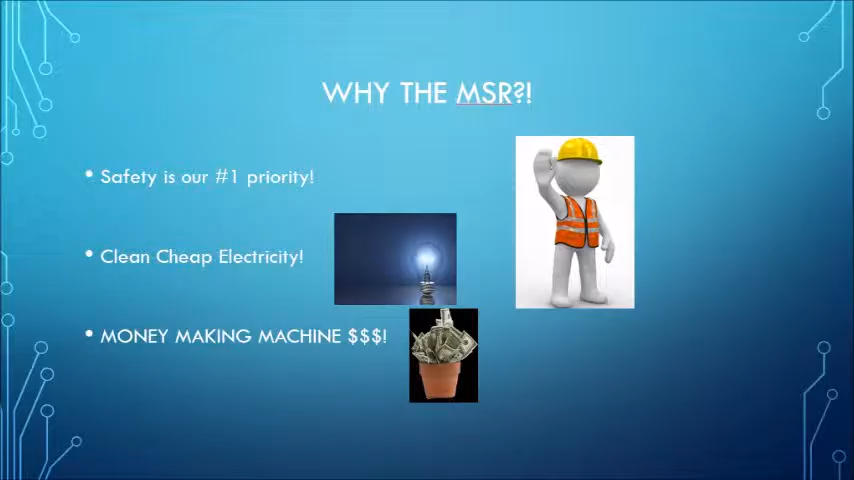 WHY THE MSR?!
• Safety is our #1 priority!
• Clean Cheap Electricity!
• MONEY MAKING MACHINE $$$!